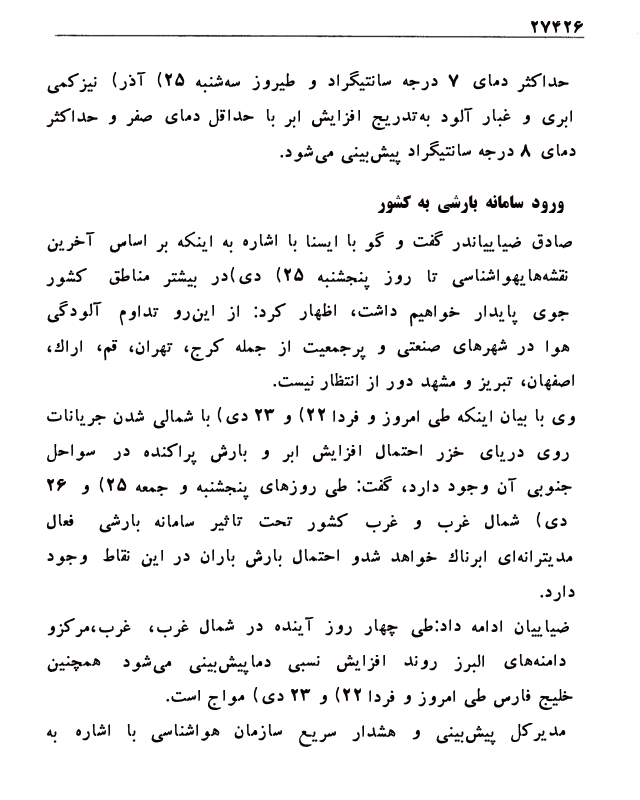 ۲۷۴۲۶
حداکثر دمای ۷ درجه سانتیگراد و طیروز سه‌شنبه ۲۵) آذر) نیزکمی
ابری و غبار آلود به‌تدریج افزایش ابر با حداقل دمای صفر و حداکثر
دمای ۸ درجه سانتیگراد پیش‌بینی می‌شود.
ورود سامانه بارشی به کشور
صادق ضیاییاندر گفت و گو با ایسنا با اشاره به اینکه بر اساس آخرین
نقشه‌هایهواشناسی تا روز پنجشنبه ۲۵) دی)در بیشتر مناطق کشور
جوی پایدار خواهیم داشت، اظهار کرد: از این‌رو تداوم آلودگی
هوا در شهرهای صنعتی و پرجمعیت از جمله کرج، تهران، قم، اراك،
اصفهان، تبریز و مشهد دور از انتظار نیست.
وی با بیان اینکه طی امروز و فردا ۲۲) و ۲۳ دی) با شمالی شدن جریانات
روی دریای خزر احتمال افزایش ابر و بارش پراکنده در سواحل
جنوبی آن وجود دارد، گفت: طی روزهای پنجشنبه و جمعه ۲۵) و ۲۶
دی) شمال غرب و غرب کشور تحت تاثیر سامانه بارشی فعال
مدیترانه‌ای ابرناك خواهد شدو احتمال بارش باران در این نقاط وجود
دارد.
ضیاییان ادامه داد:طی چهار روز آینده در شمال غرب، غرب،مرکزو
دامنه‌های البرز روند افزایش نسبی دماپیش‌بینی می‌شود همچنین
خلیج فارس طی امروز و فردا ۲۲) و ۲۳ دی) مواج است.
مدیرکل پیش‌بینی و هشدار سریع سازمان هواشناسی با اشاره به